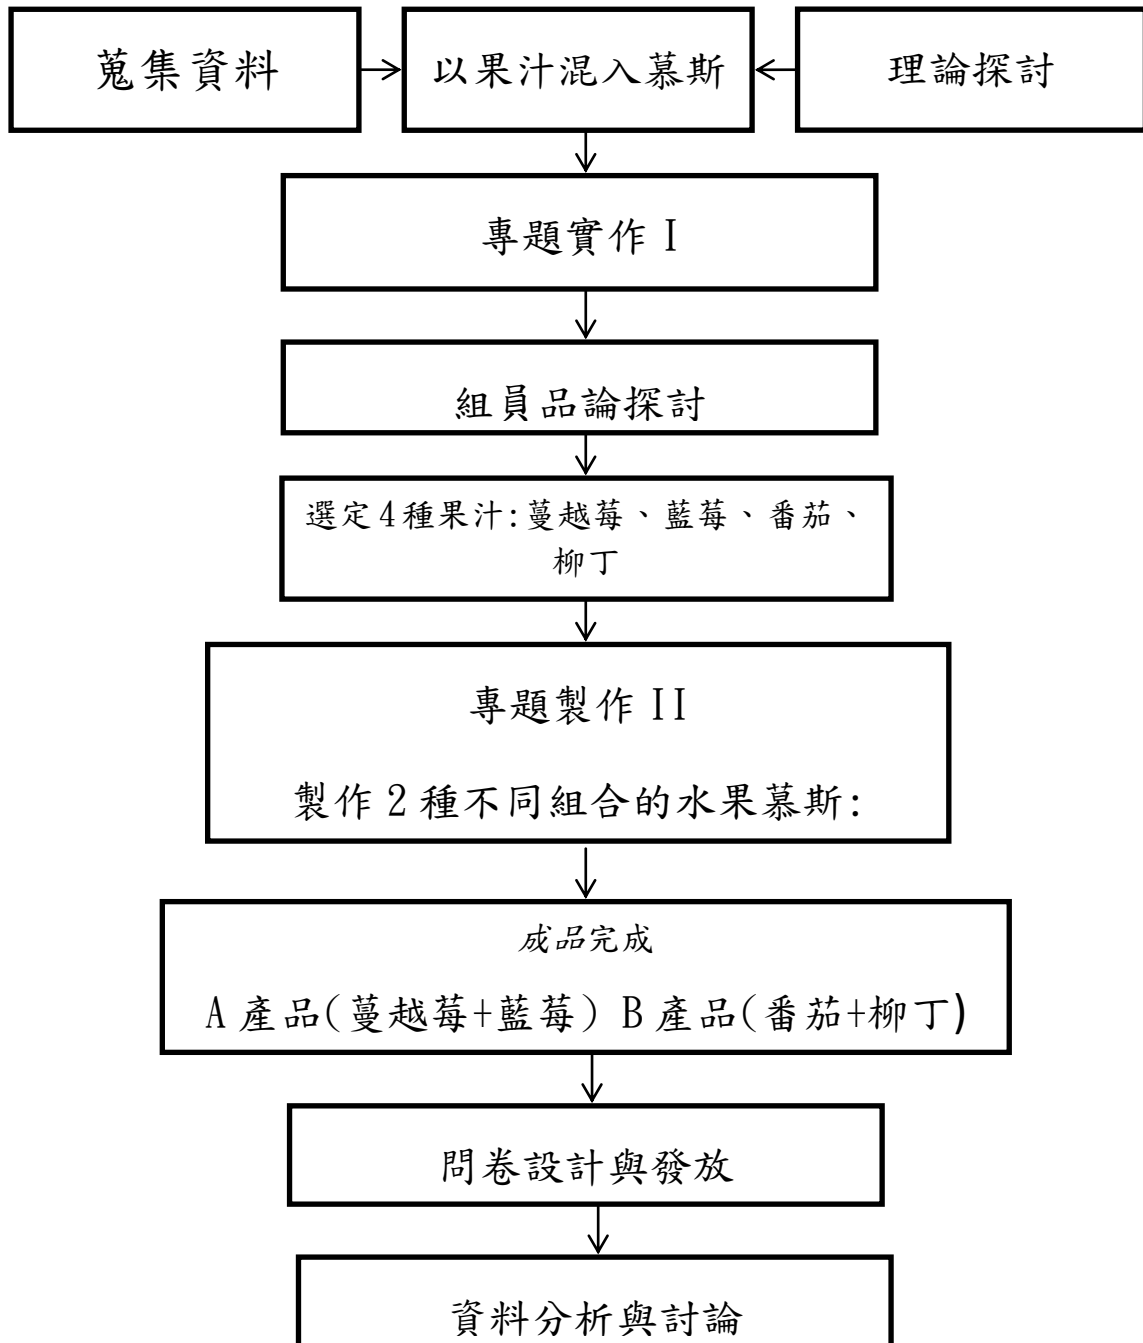 蒐集資料
以果汁混入慕斯
理論探討
專題實作 I
組員品論探討
選定4種果汁:蔓越莓、藍莓、番茄、
柳丁
專題製作 II
製作 2 種不同組合的水果慕斯:
成品完成
A 產品(蔓越莓+藍莓) B 產品(番茄+柳丁)
問卷設計與發放
資料分析與討論